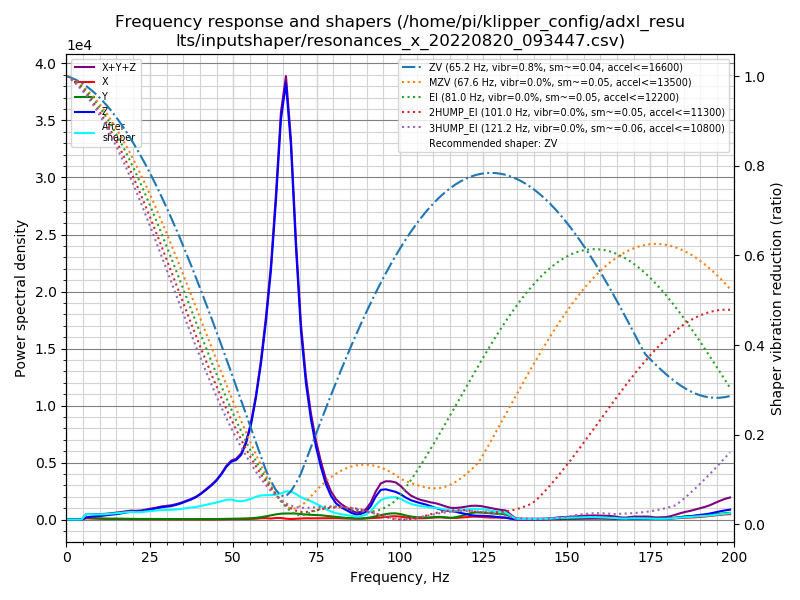 Frequency response and shapers (/home/pi/klipper_config/adxl_resu
lts/inputshaper/resonances_x_20220820_093447.csv)
1e4
X+Y+Z
X
Y
Z
After
shaper
ZV (65.2 Hz, vibr=0.8%, sm~=0.04, accel<=16600)
MZV (67.6 Hz, vibr=0.0%, sm~=0.05, accel<=13500)
EI (81.0 Hz, vibr=0.0%, sm~=0.05, accel<=12200)
2HUMP_EI (101.0 Hz, vibr=0.0%, sm~=0.05, accel<=11300)
3HUMP_EI (121.2 Hz, vibr=0.0%, sm~=0.06, accel<=10800)
Recommended shaper: ZV
4.0
3.5
3.0
2.5
2.0
1.5
1.0
0.5
0.0
Power spectral density
1.0
0.8
0.6
0.4
0.2
0.0
Shaper vibration reduction (ratio)
0 25 50 75 100 125 150 175 200
Frequency, Hz